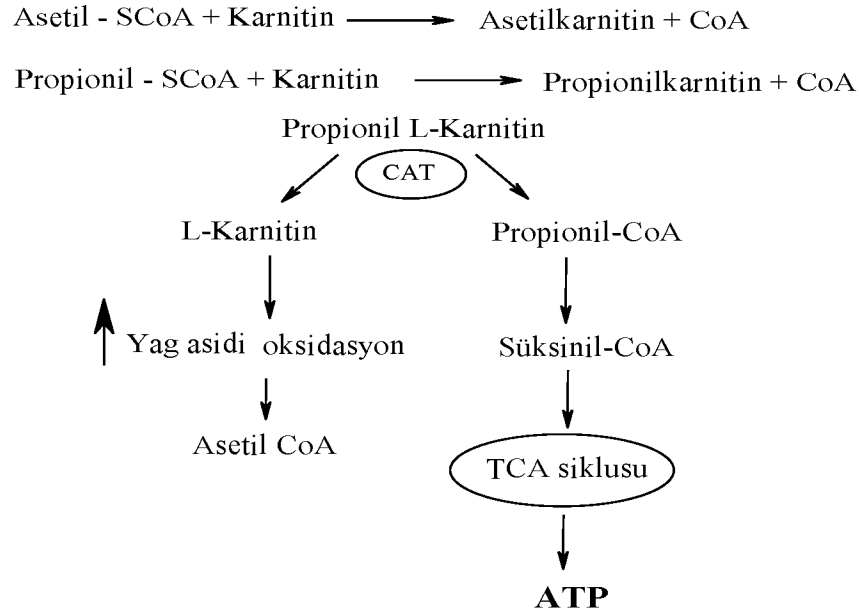 Asetil - SCoA + Karnitin Asetilkarnitin + CoA
Propionil - SCoA + Karnitin Propionilkarnitin + CoA
Propionil L-Karnitin
CAT
L-Karnitin Propionil-CoA
Yag asidi oksidasyon Süksinil-CoA
Asetil CoA TCA siklusu
ATP